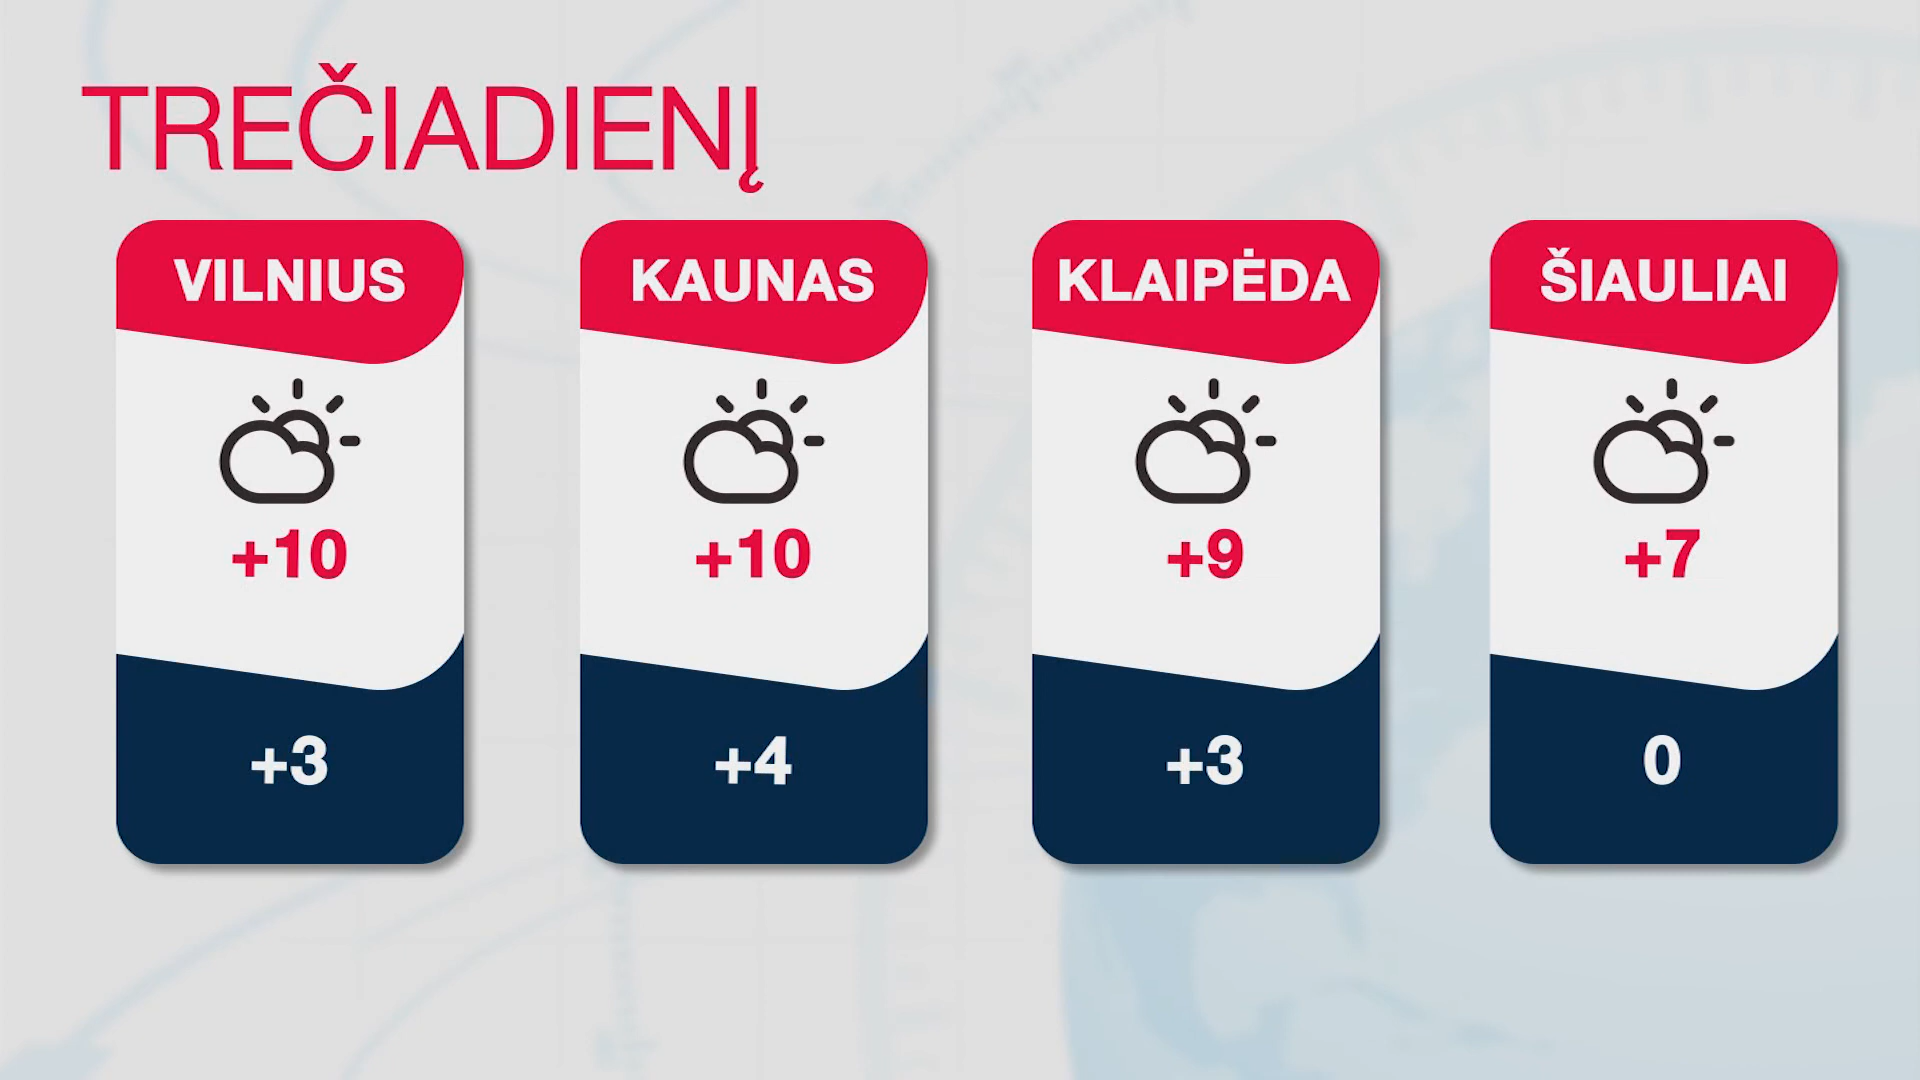 TREČIADIENĮ
VILNIUS
KAUNAS
KLAIPĖDA
ŠIAULIAI
+10
+10
+9
+7
+3
+4
+3
0